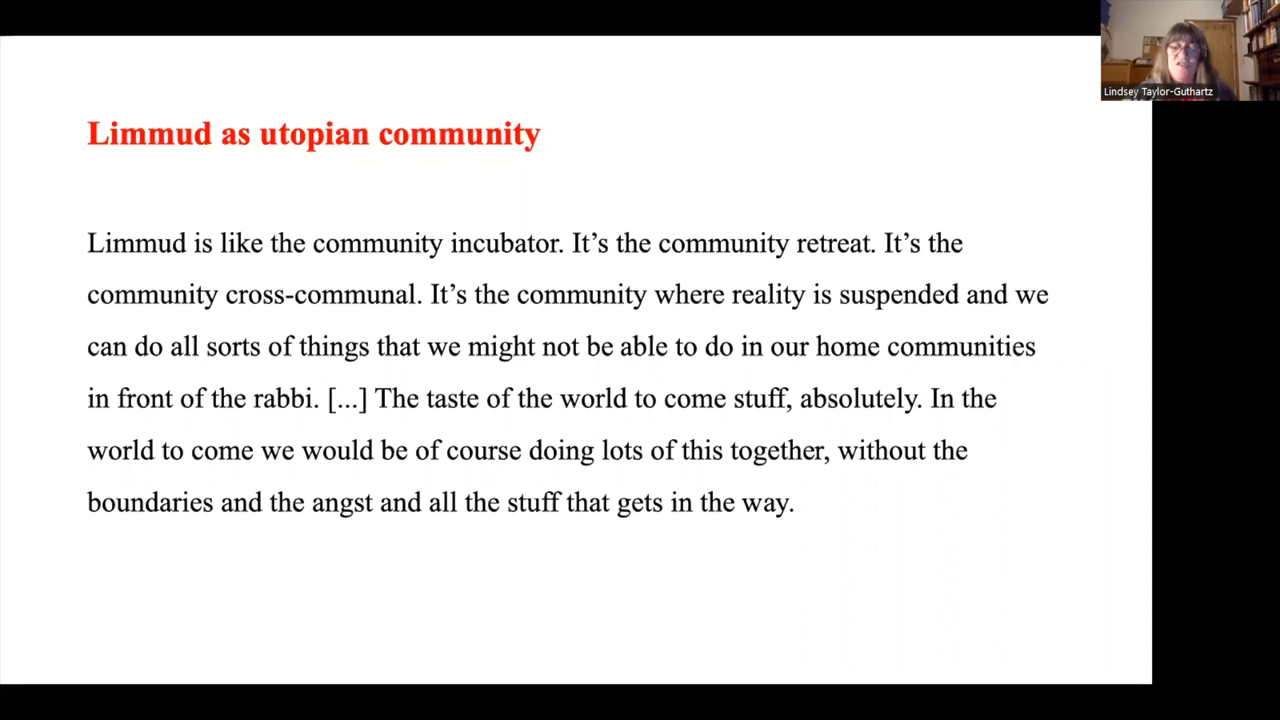 Lindsey Taylor-Guthartz
Limmud as utopian community
Limmud is like the community incubator. It’s the community retreat. It’s the
community cross-communal. It’s the community where reality is suspended and we
can do all sorts of things that we might not be able to do in our home communities
in front of the rabbi. [...] The taste of the world to come stuff, absolutely. In the
world to come we would be of course doing lots of this together, without the
boundaries and the angst and all the stuff that gets in the way.